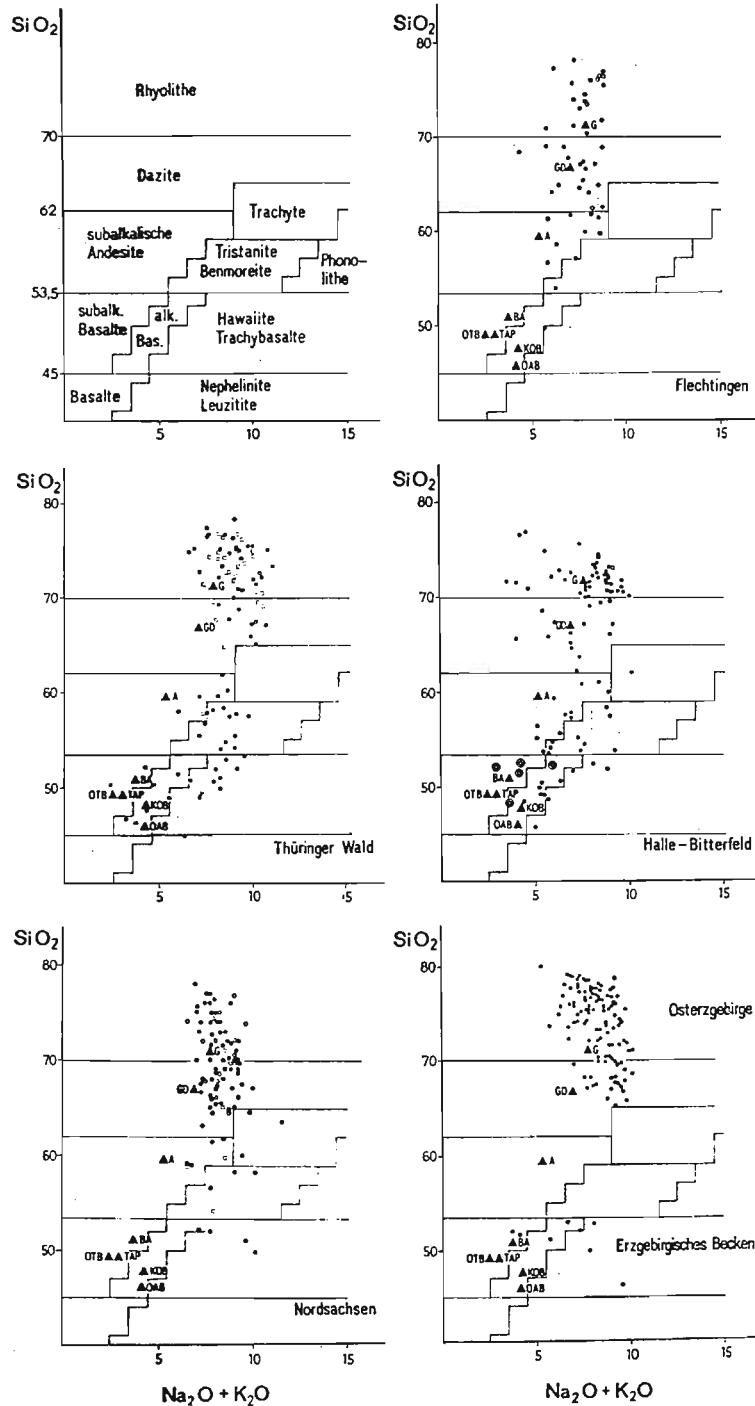 SiO₂
Rhyolithe
70
Dazite
62
Trachyte
subalkalische
Andesite
Tristanite
Benmoreite
Phono-
lithe
53,5
subalk.
Basalte
alk.
Bas.
Hawaiite
Trachybasalte
45
Basalte
Nephelinite
Leuzitite
5
10
15
SiO₂
80
70
60
50
G
GD
A
BA
OTB
TAP
KOB
OAB
Flechtingen
5
10
15
SiO₂
80
70
60
50
G
GD
A
BA
OTB
TAP
KOB
OAB
Thüringer Wald
5
10
15
SiO₂
80
70
60
50
G
GD
A
BA
OTB
TAP
KOB
OAB
Halle-Bitterfeld
5
10
15
SiO₂
80
70
60
50
G
GD
A
BA
OTB
TAP
KOB
OAB
Nordsachsen
5
10
15
Na₂O + K₂O
SiO₂
80
70
60
50
Osterzgebirge
G
GD
A
BA
OTB
TAP
KOB
OAB
Erzgebirgisches Becken
5
10
15
Na₂O + K₂O